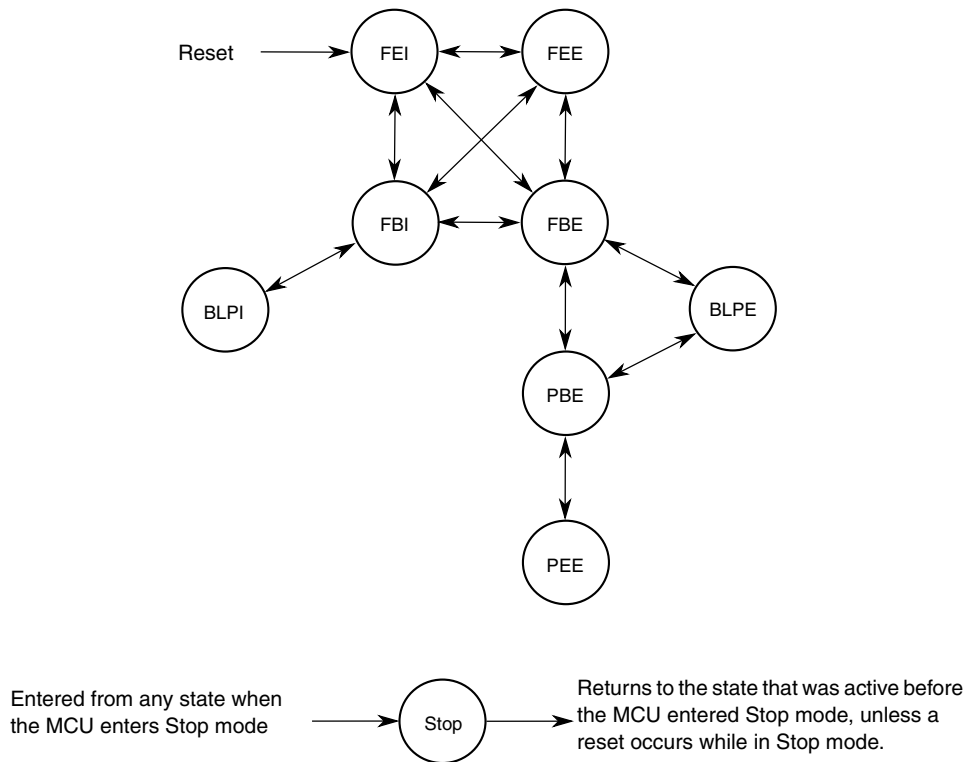 Reset
FEI
FEE
FBI
FBE
BLPI
BLPE
PBE
PEE
Entered from any state when
the MCU enters Stop mode
Stop
Returns to the state that was active before
the MCU entered Stop mode, unless a
reset occurs while in Stop mode.